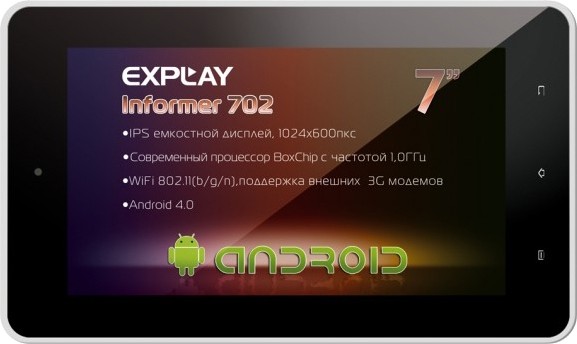 EXPLAY
7”
Informer 702
•IPS емкостной дисплей, 1024х600пкс
•Современный процессор BoxChip с частотой 1,0ГГц
•WiFi 802.11(b/g/n),поддержка внешних 3G модемов
•Android 4.0
ANDROID